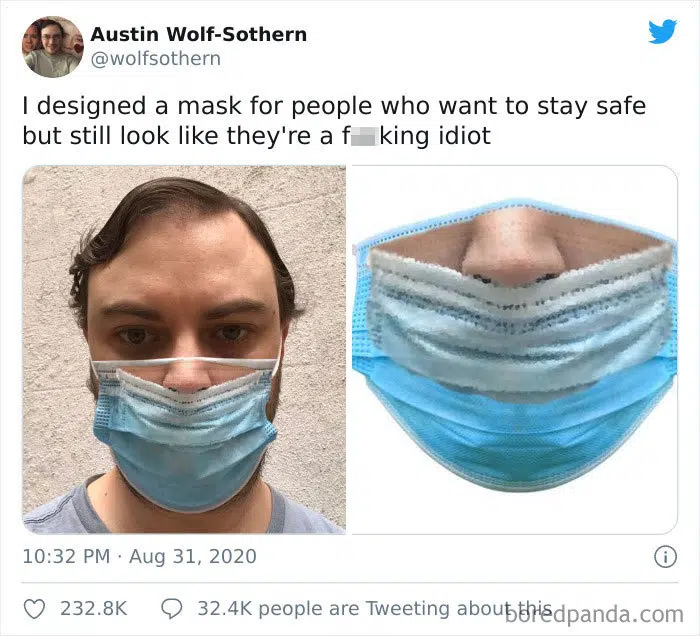 Austin Wolf-Sothern
@wolfsothern
I designed a mask for people who want to stay safe
but still look like they're a f king idiot
10:32 PM · Aug 31, 2020
232.8K 32.4K people are Tweeting about this
boredpanda.com